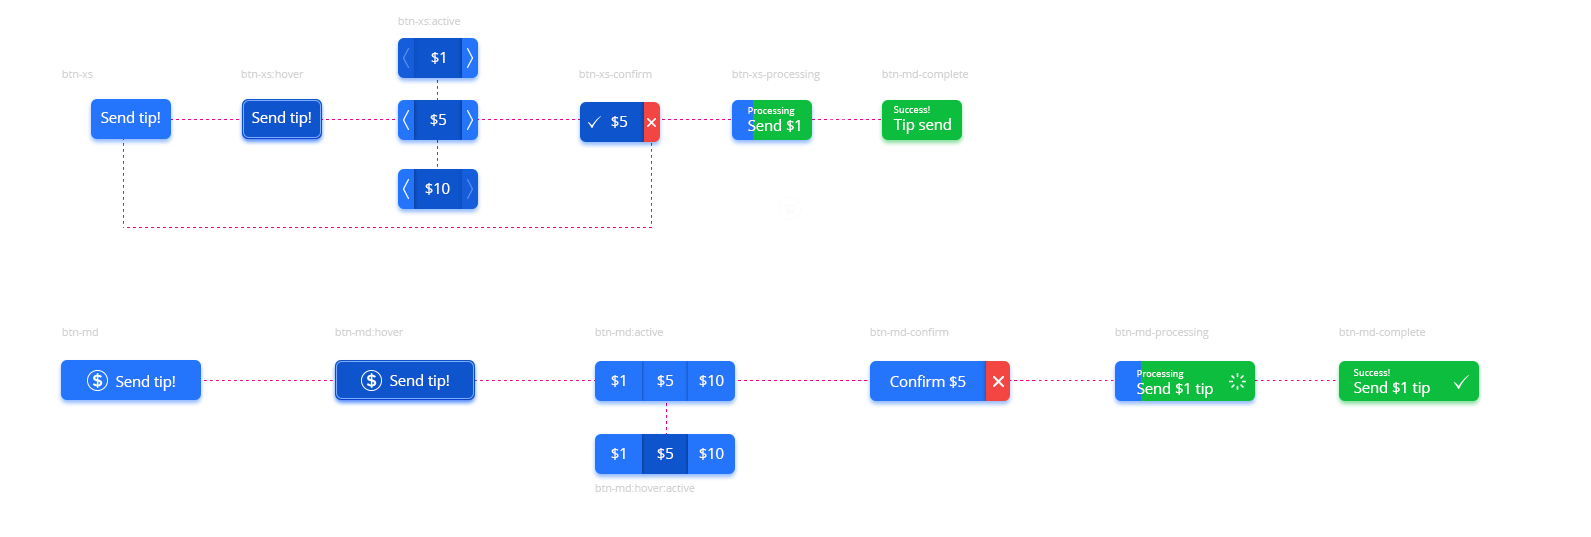 btn-xs:active
$1
btn-xs
btn-xs:hover
btn-xs-confirm
btn-xs-processing
btn-md-complete
Send tip!
Send tip!
$5
$5
Processing
Send $1
Success!
Tip send
$10
btn-md
btn-md:hover
btn-md:active
btn-md-confirm
btn-md-processing
btn-md-complete
$ Send tip!
$ Send tip!
$1 $5 $10
Confirm $5
Processing
Send $1 tip
Success!
Send $1 tip
$1 $5 $10
btn-md:hover:active